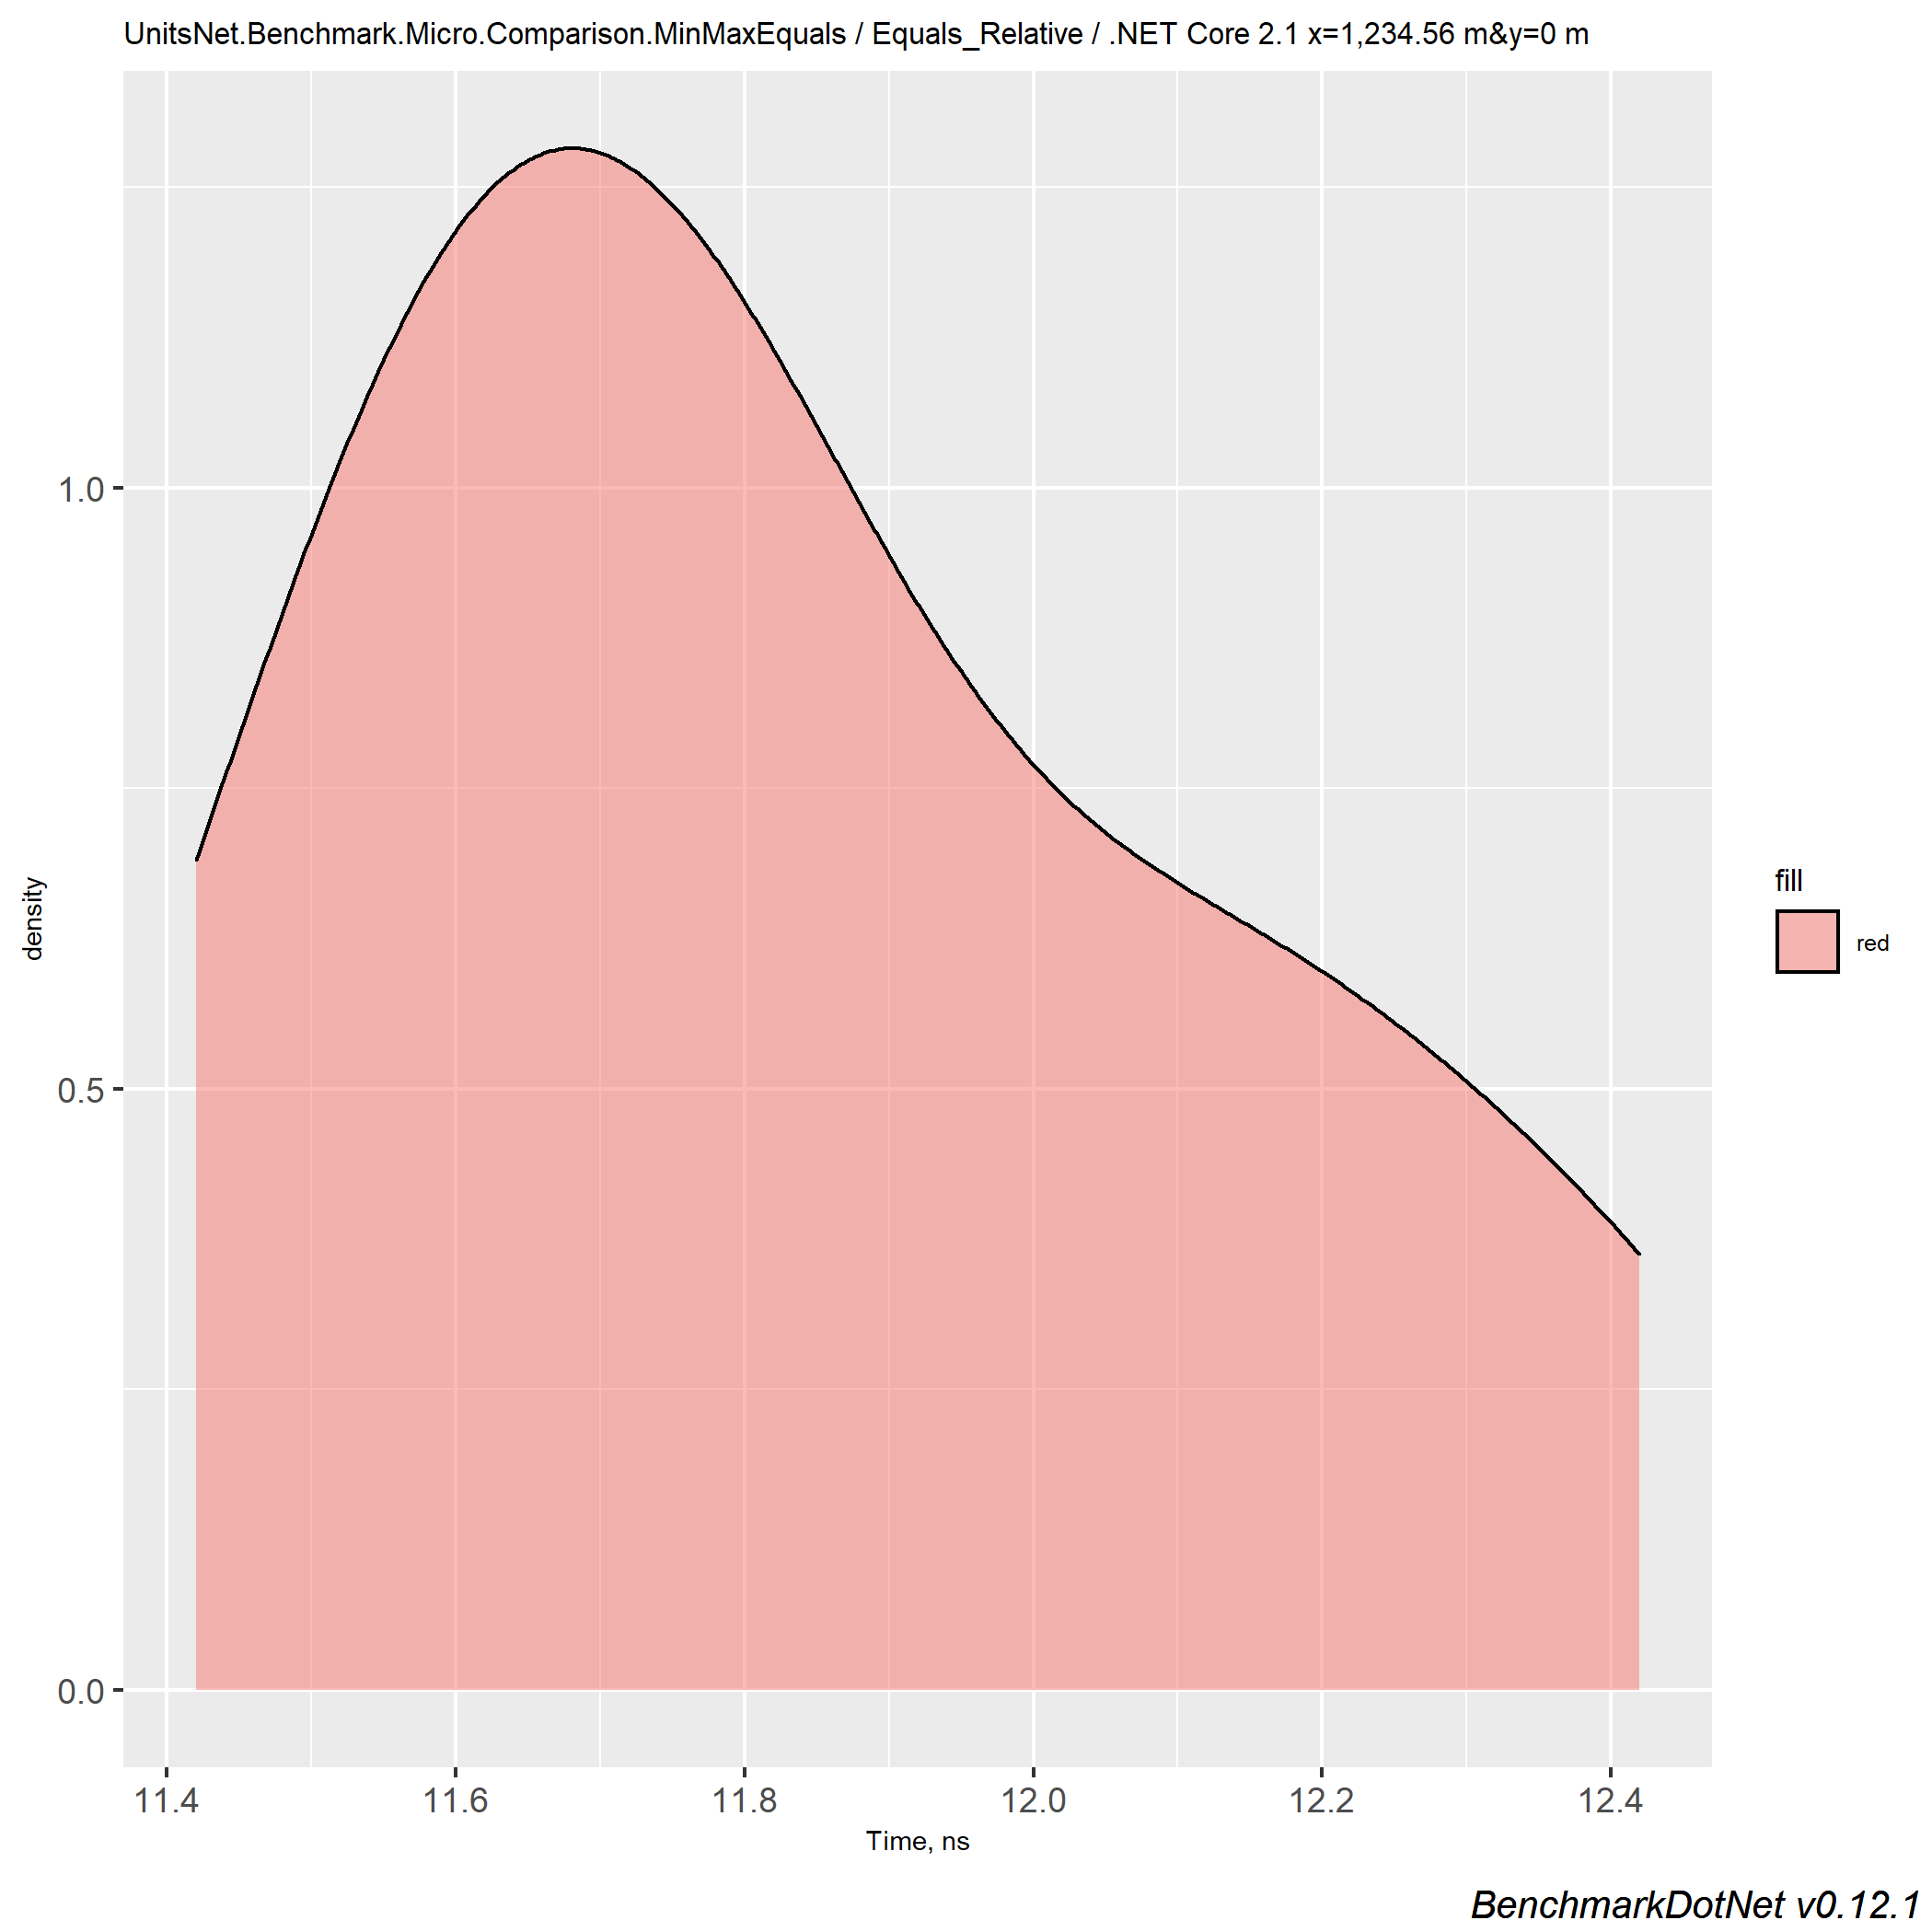 UnitsNet.Benchmark.Micro.Comparison.MinMaxEquals / Equals_Relative / .NET Core 2.1 x=1,234.56 m&y=0 m
1.0
0.5
0.0
density
11.4 11.6 11.8 12.0 12.2 12.4
Time, ns
fill
red
BenchmarkDotNet v0.12.1